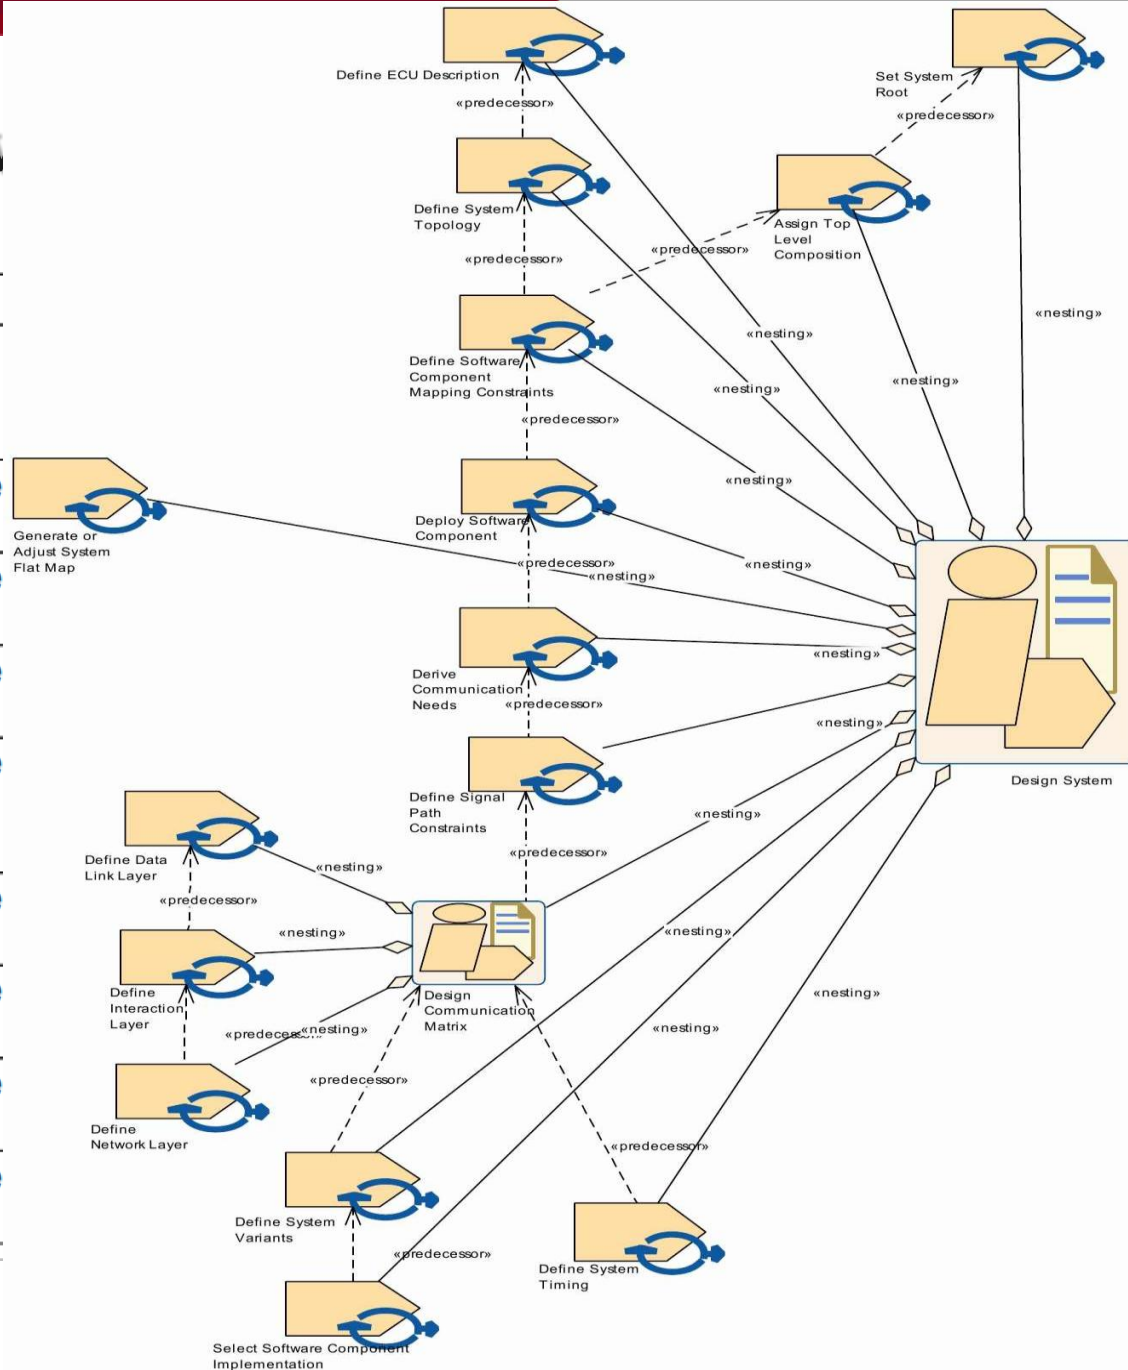 Define ECU Description
Set System
Root
«predecessor»
«predecessor»
Define System
Topology
Assign Top
Level
Composition
«predecessor»
«predecessor»
«nesting»
«nesting»
Define Software
Component
Mapping Constraints
«nesting»
«nesting»
«predecessor»
«nesting»
Deploy Software
Component
Generate or
Adjust System
Flat Map
«predecessor»
«nesting»
«nesting»
«nesting»
Derive
Communication
Needs
«predecessor»
«nesting»
Design System
Define Signal
Path
Constraints
«nesting»
«predecessor»
Define Data
Link Layer
«nesting»
«predecessor»
«nesting»
«nesting»
Define
Interaction
Layer
Design
Communication
Matrix
«nesting»
«nesting»
«nesting»
«predecessor»
Define
Network Layer
«predecessor»
Define System
Variants
«predecessor»
Define System
Timing
Select Software Component
Implementation